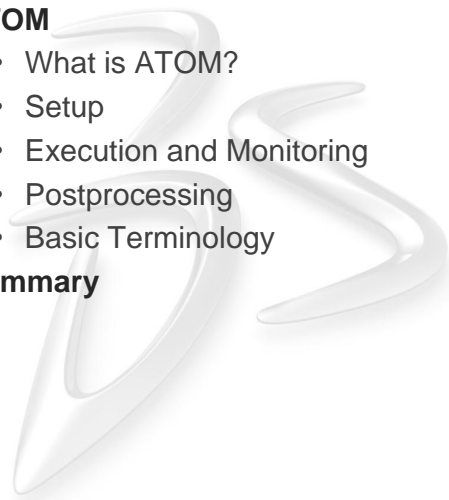 TOM
• What is ATOM?
• Setup
• Execution and Monitoring
• Postprocessing
• Basic Terminology
mmary